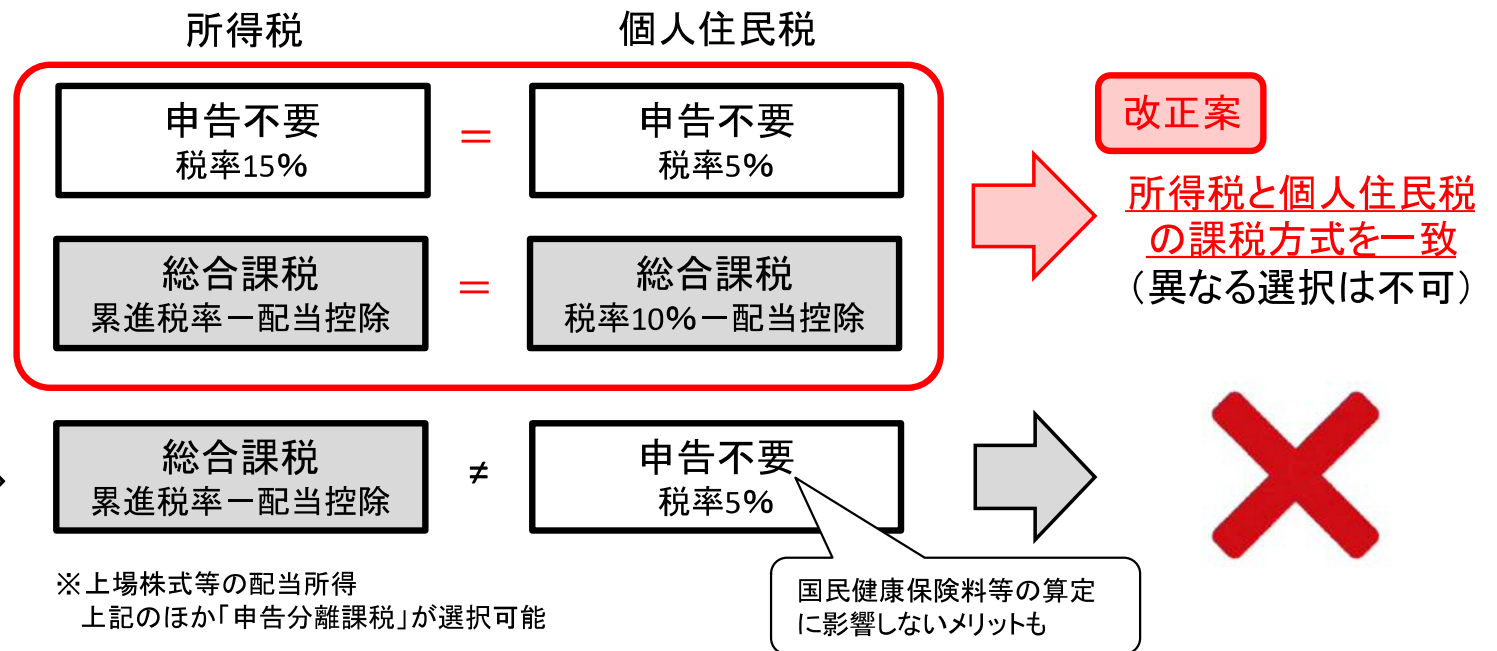 所得税
個人住民税
申告不要
税率15%
=
申告不要
税率5%
総合課税
累進税率－配当控除
=
総合課税
税率10%－配当控除
改正案
所得税と個人住民税
の課税方式を一致
（異なる選択は不可）
総合課税
累進税率－配当控除
≠
申告不要
税率5%
国民健康保険料等の算定
に影響しないメリットも
※上場株式等の配当所得
上記のほか「申告分離課税」が選択可能